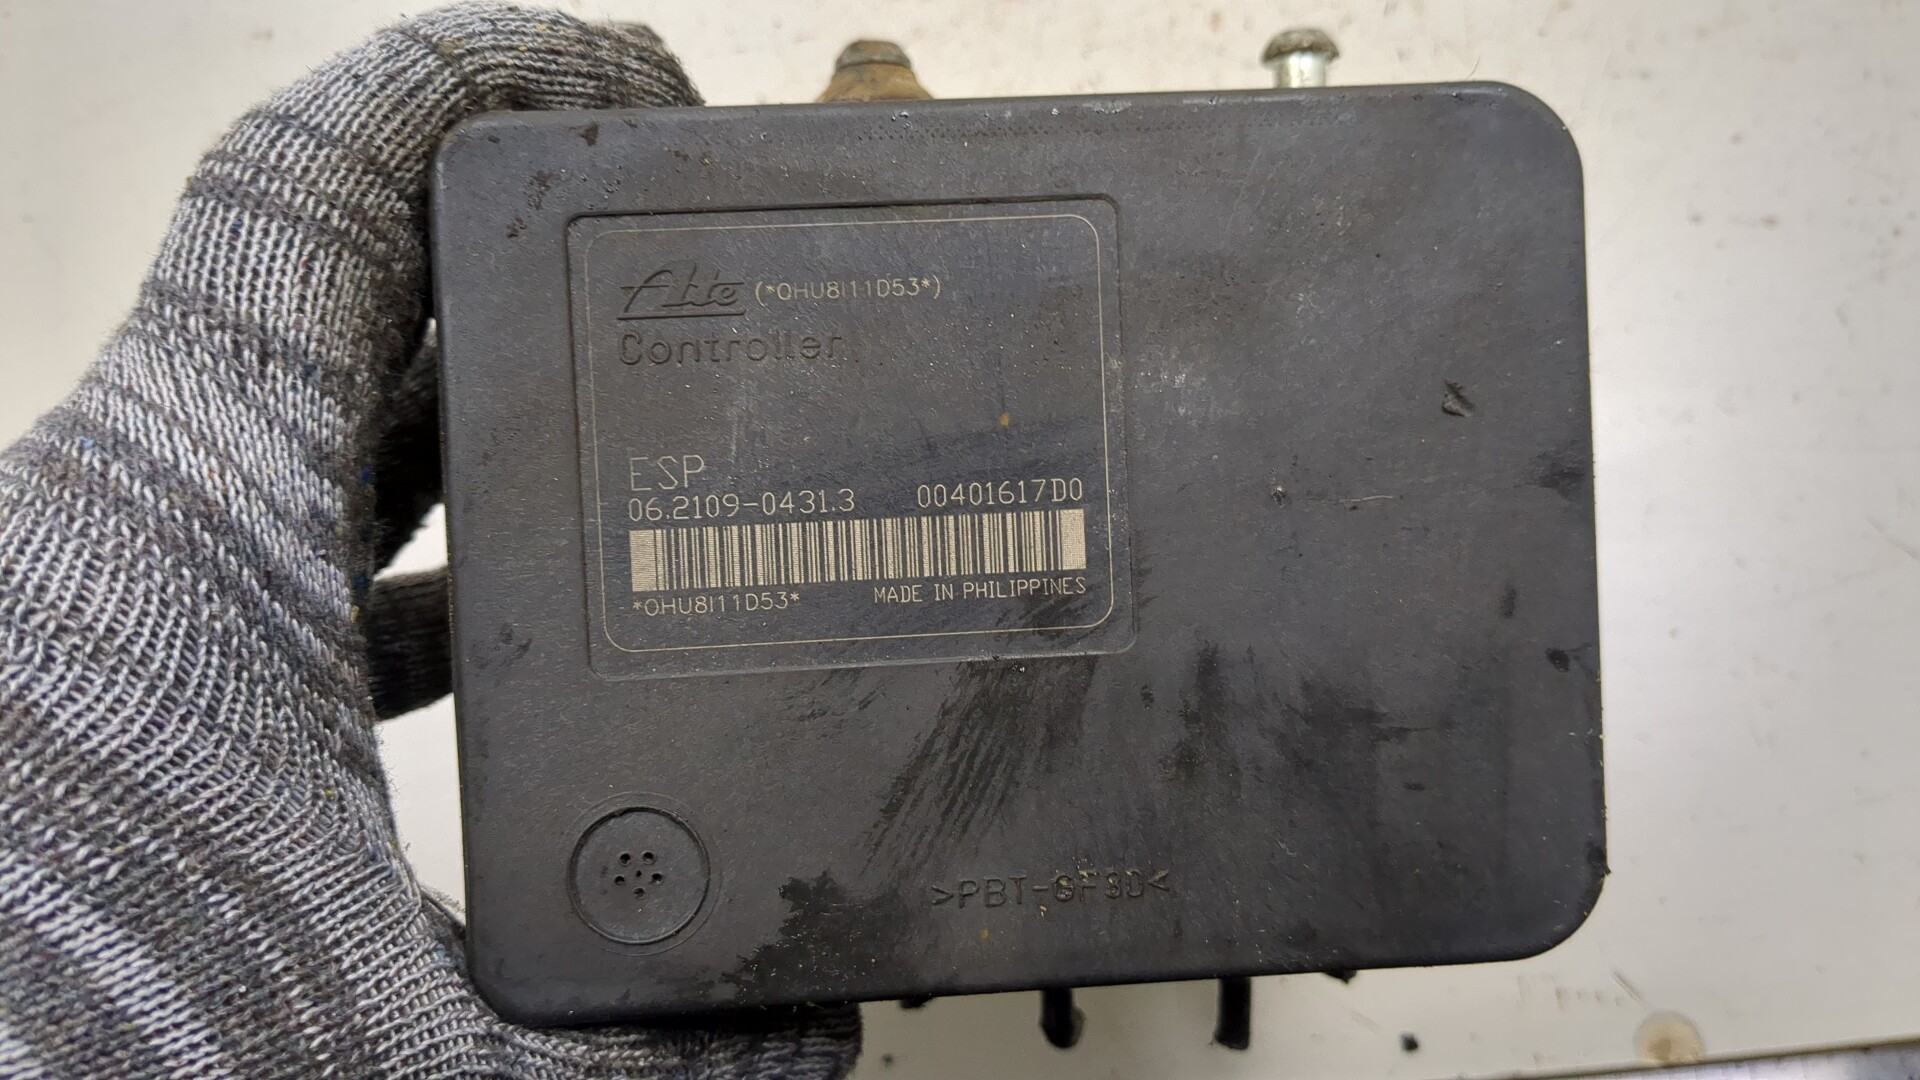 Ate (*OHU8I11D53*)
Controller
ESP
06.2109-0431.3 00401617D0
*OHU8I11D53* MADE IN PHILIPPINES
>PBT-GF30<